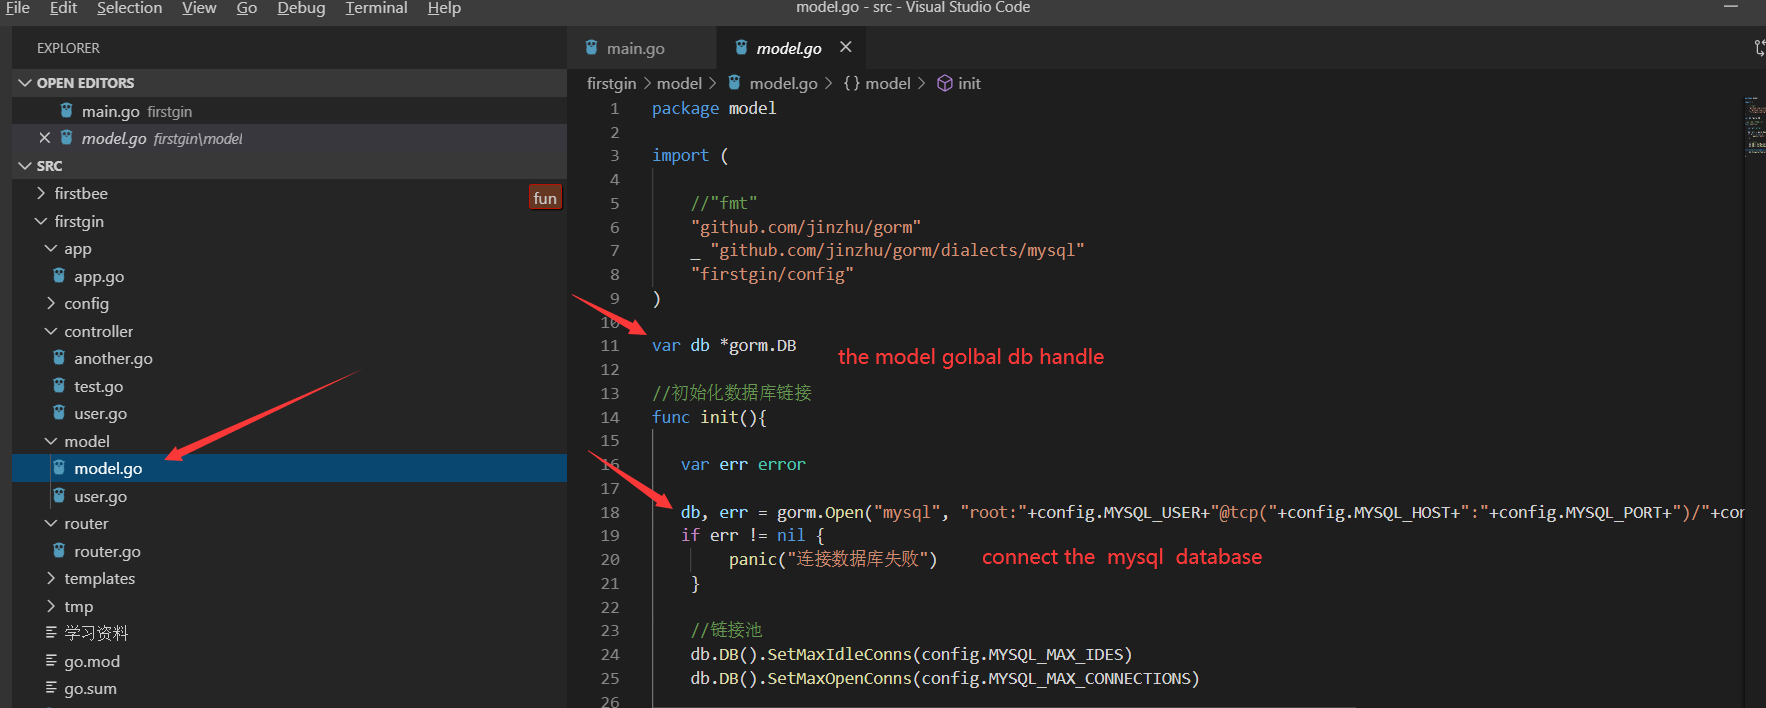 File Edit Selection View Go Debug Terminal Help
model.go - src - Visual Studio Code
EXPLORER
OPEN EDITORS
main.go firstgin
model.go firstgin\model
SRC
firstbee
fun
firstgin
app
app.go
config
controller
another.go
test.go
user.go
model
model.go
user.go
router
router.go
templates
tmp
学习资料
go.mod
go.sum
main.go
model.go
firstgin > model > model.go > {} model > init
1 package model
2
3 import (
4
5 //"fmt"
6 "github.com/jinzhu/gorm"
7 _ "github.com/jinzhu/gorm/dialects/mysql"
8 "firstgin/config"
9 )
10
11 var db *gorm.DB
the model golbal db handle
12
13 //初始化数据库链接
14 func init(){
15
16 var err error
17
18 db, err = gorm.Open("mysql", "root:"+config.MYSQL_USER+"@tcp("+config.MYSQL_HOST+":"+config.MYSQL_PORT+")/"+cor
19 if err != nil {
20 panic("连接数据库失败")
connect the mysql database
21 }
22
23 //链接池
24 db.DB().SetMaxIdleConns(config.MYSQL_MAX_IDES)
25 db.DB().SetMaxOpenConns(config.MYSQL_MAX_CONNECTIONS)
26